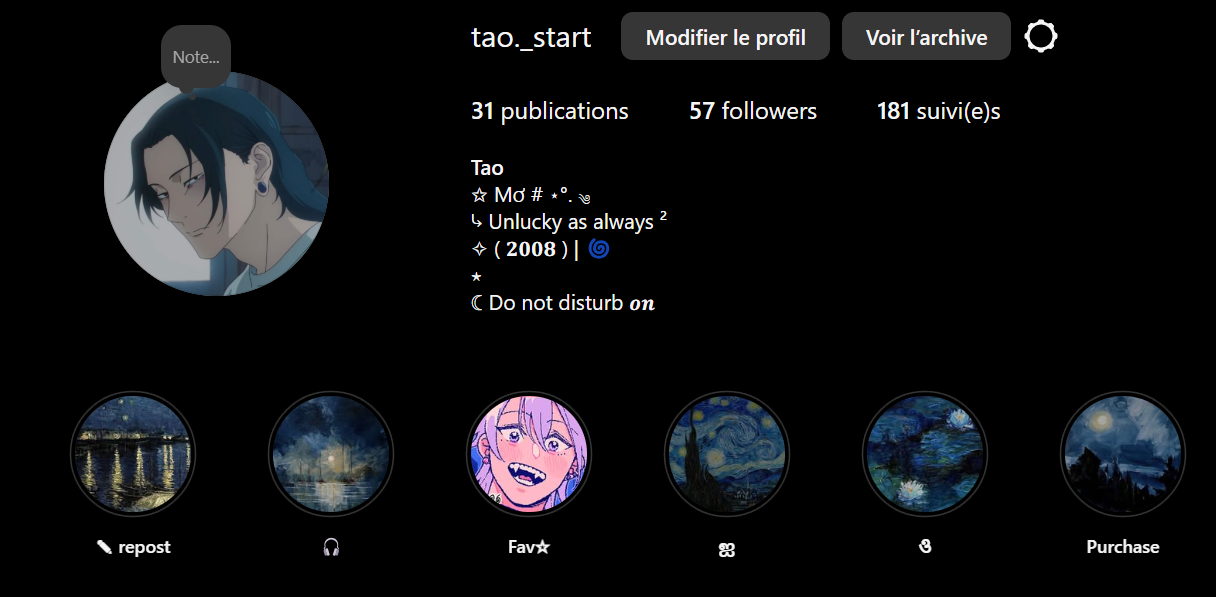 Note...
tao._start
Modifier le profil
Voir l’archive
31 publications
57 followers
181 suivi(e)s
Tao
☆ Mơ # ⋆°. ࿐
⤷ Unlucky as always ²
✧ ( 𝟐𝟎𝟎𝟖 ) | 🌀
⋆
☾ Do not disturb 𝒐𝒏
✎ repost
🎧
Fav☆
ஐ
Purchase